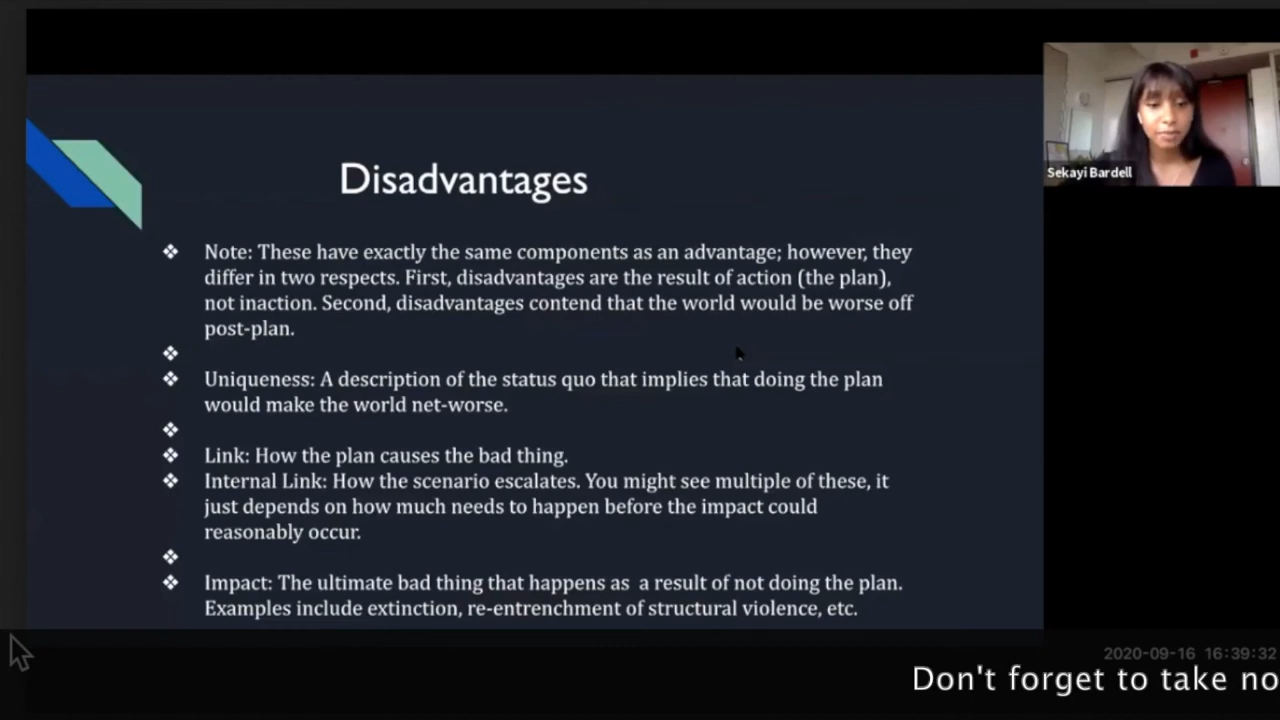 Disadvantages
Note: These have exactly the same components as an advantage; however, they
differ in two respects. First, disadvantages are the result of action (the plan),
not inaction. Second, disadvantages contend that the world would be worse off
post-plan.
Uniqueness: A description of the status quo that implies that doing the plan
would make the world net-worse.
Link: How the plan causes the bad thing.
Internal Link: How the scenario escalates. You might see multiple of these, it
just depends on how much needs to happen before the impact could
reasonably occur.
Impact: The ultimate bad thing that happens as a result of not doing the plan.
Examples include extinction, re-entrenchment of structural violence, etc.
Sekayi Bardell
2020-09-16 16:39:32
Don't forget to take no